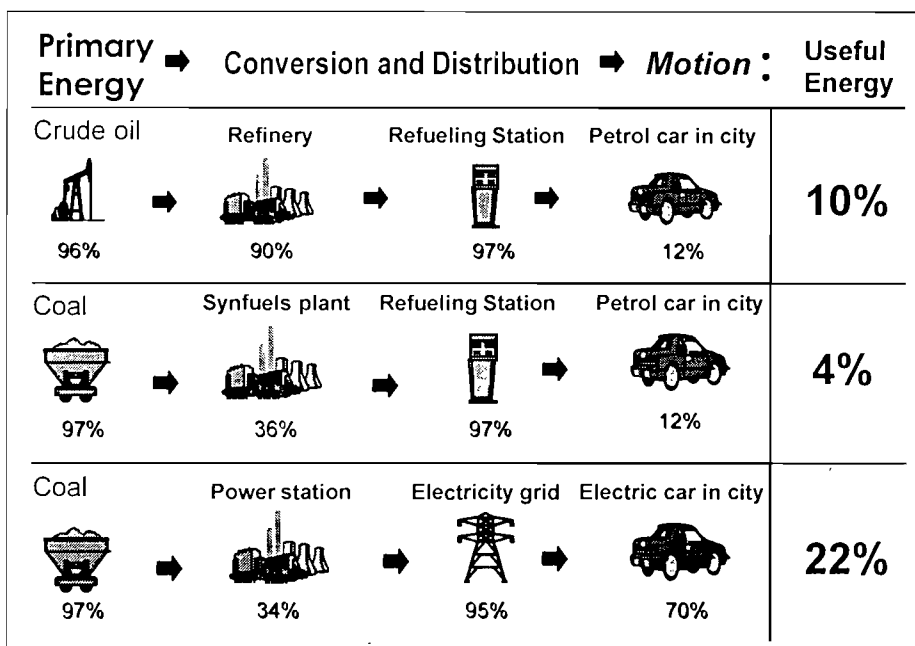 Primary Energy ➡ Conversion and Distribution ➡ Motion : Useful Energy
Crude oil
Refinery
Refueling Station
Petrol car in city
96%
90%
97%
12%
10%
Coal
Synfuels plant
Refueling Station
Petrol car in city
97%
36%
97%
12%
4%
Coal
Power station
Electricity grid
Electric car in city
97%
34%
95%
70%
22%